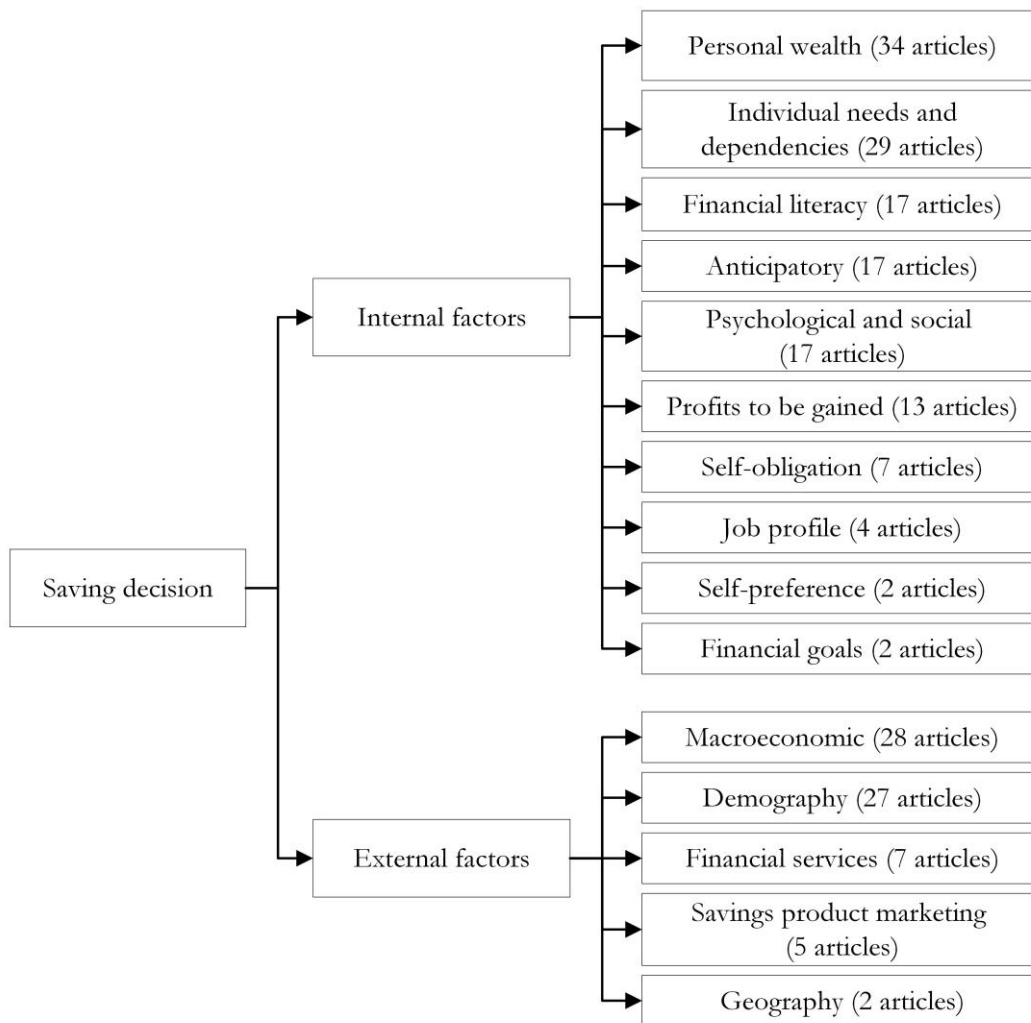 Saving decision
Internal factors
Personal wealth (34 articles)
Individual needs and
dependencies (29 articles)
Financial literacy (17 articles)
Anticipatory (17 articles)
Psychological and social
(17 articles)
Profits to be gained (13 articles)
Self-obligation (7 articles)
Job profile (4 articles)
Self-preference (2 articles)
Financial goals (2 articles)
External factors
Macroeconomic (28 articles)
Demography (27 articles)
Financial services (7 articles)
Savings product marketing
(5 articles)
Geography (2 articles)